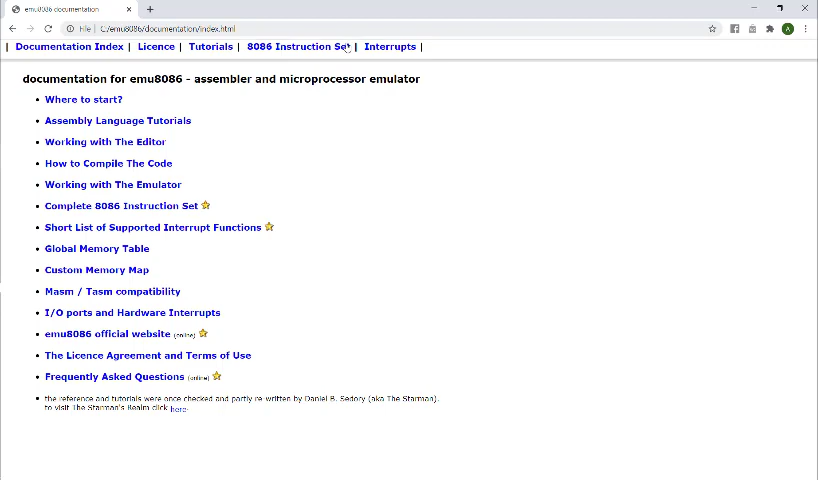 emu8086 documentation
File | C:/emu8086/documentation/index.html
A
| Documentation Index | Licence | Tutorials | 8086 Instruction Set | Interrupts |
documentation for emu8086 - assembler and microprocessor emulator
Where to start?
Assembly Language Tutorials
Working with The Editor
How to Compile The Code
Working with The Emulator
Complete 8086 Instruction Set
Short List of Supported Interrupt Functions
Global Memory Table
Custom Memory Map
Masm / Tasm compatibility
I/O ports and Hardware Interrupts
emu8086 official website (online)
The Licence Agreement and Terms of Use
Frequently Asked Questions (online)
the reference and tutorials were once checked and partly re-written by Daniel B. Sedory (aka The Starman).
to visit The Starman's Realm click here.